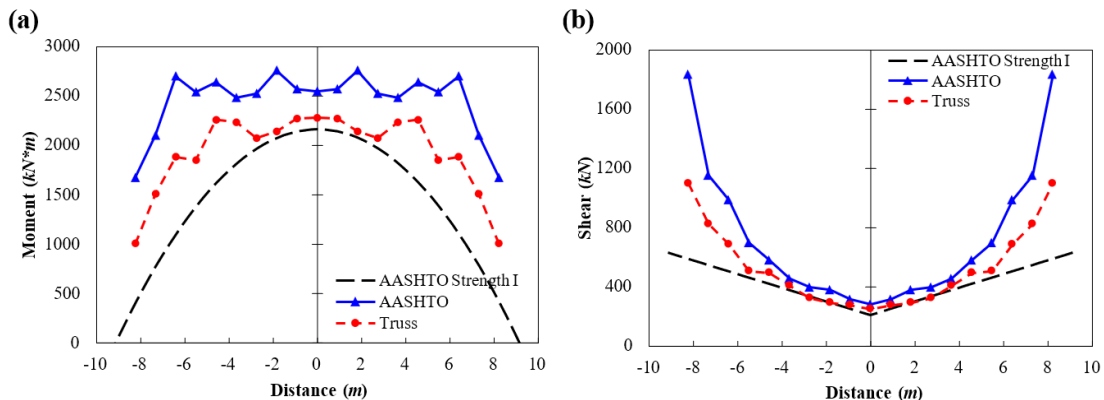 (a)
3000
2500
2000
1500
1000
500
0
Moment (kN*m)
AASHTO Strength I
AASHTO
Truss
-10 -8 -6 -4 -2 0 2 4 6 8 10
Distance (m)
(b)
2000
1600
1200
800
400
0
Shear (kN)
AASHTO Strength I
AASHTO
Truss
-10 -8 -6 -4 -2 0 2 4 6 8 10
Distance (m)